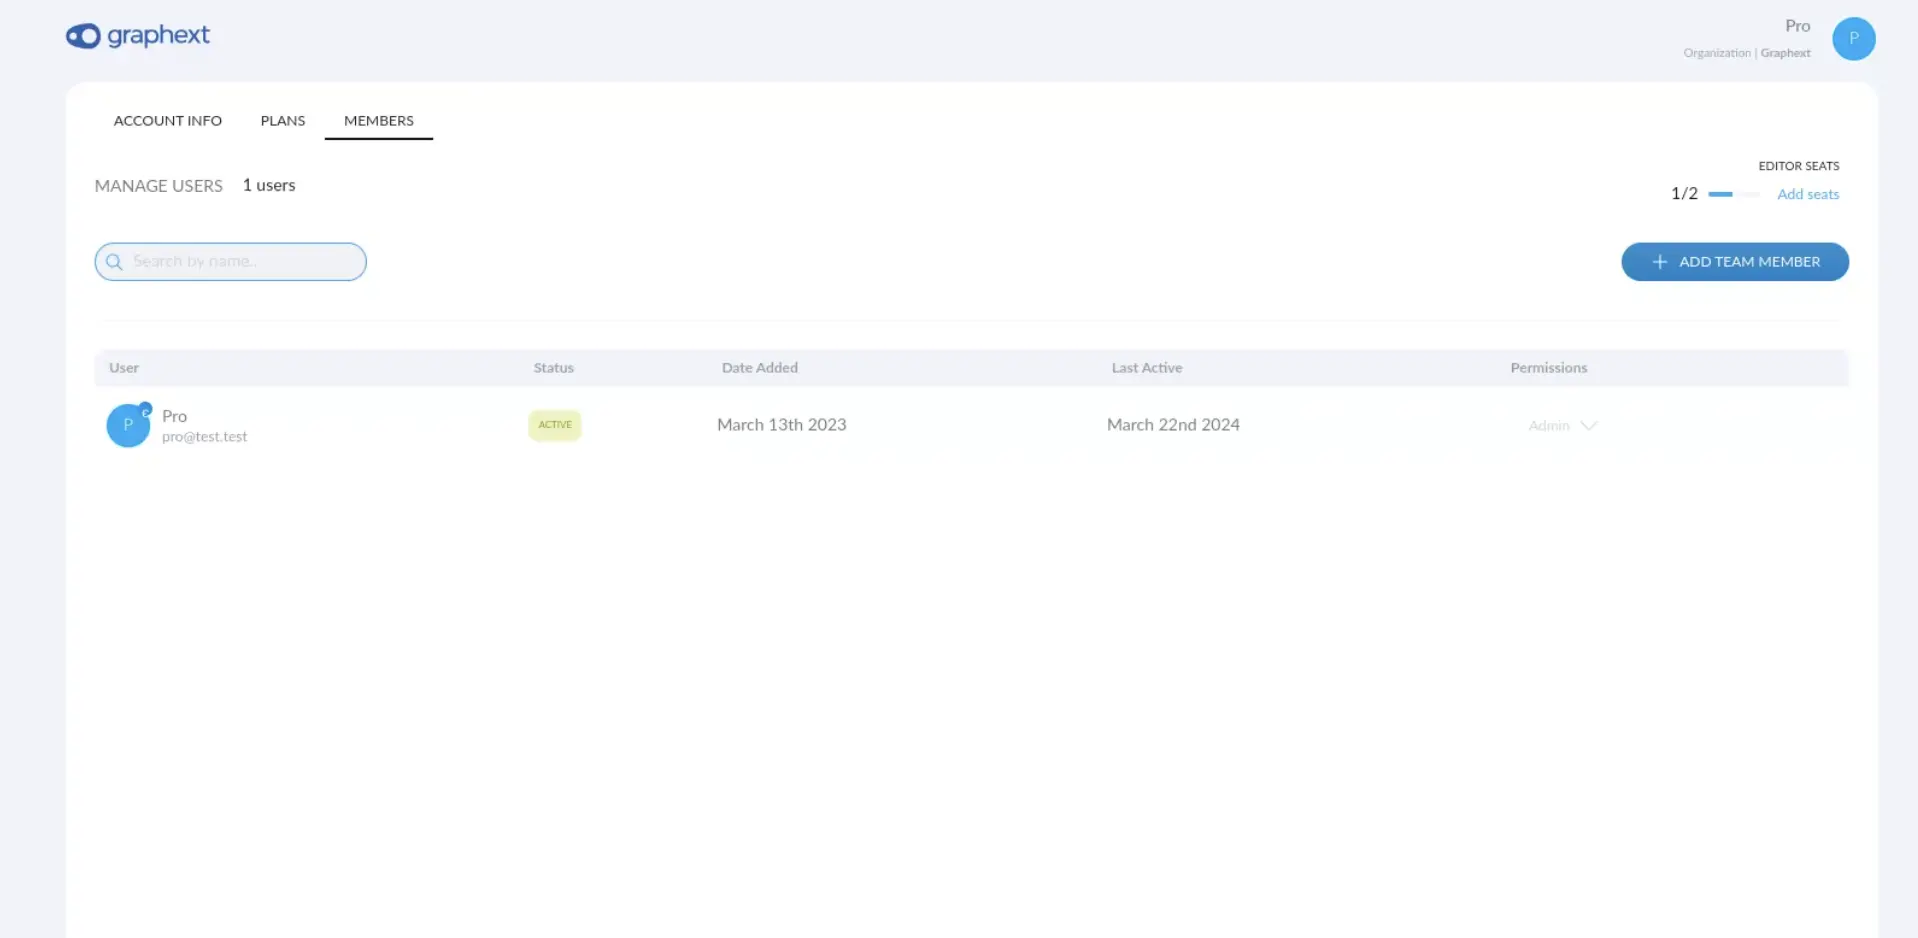 graphext
Pro
Organization | Graphext
P
ACCOUNT INFO
PLANS
MEMBERS
EDITOR SEATS
MANAGE USERS
1 users
1/2
Add seats
Search by name..
ADD TEAM MEMBER
User
Status
Date Added
Last Active
Permissions
P
Pro
pro@test.test
ACTIVE
March 13th 2023
March 22nd 2024
Admin